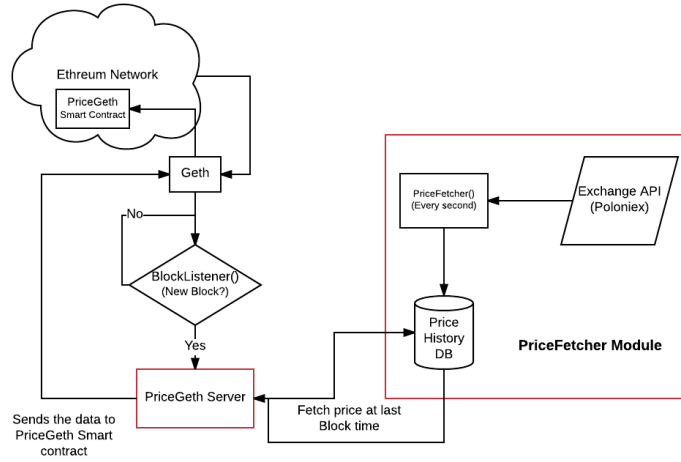 Ethreum Network
PriceGeth
Smart Contract
Geth
No
BlockListener()
(New Block?)
Yes
PriceGeth Server
Sends the data to
PriceGeth Smart
contract
Fetch price at last
Block time
PriceFetcher()
(Every second)
Exchange API
(Poloniex)
Price
History
DB
PriceFetcher Module